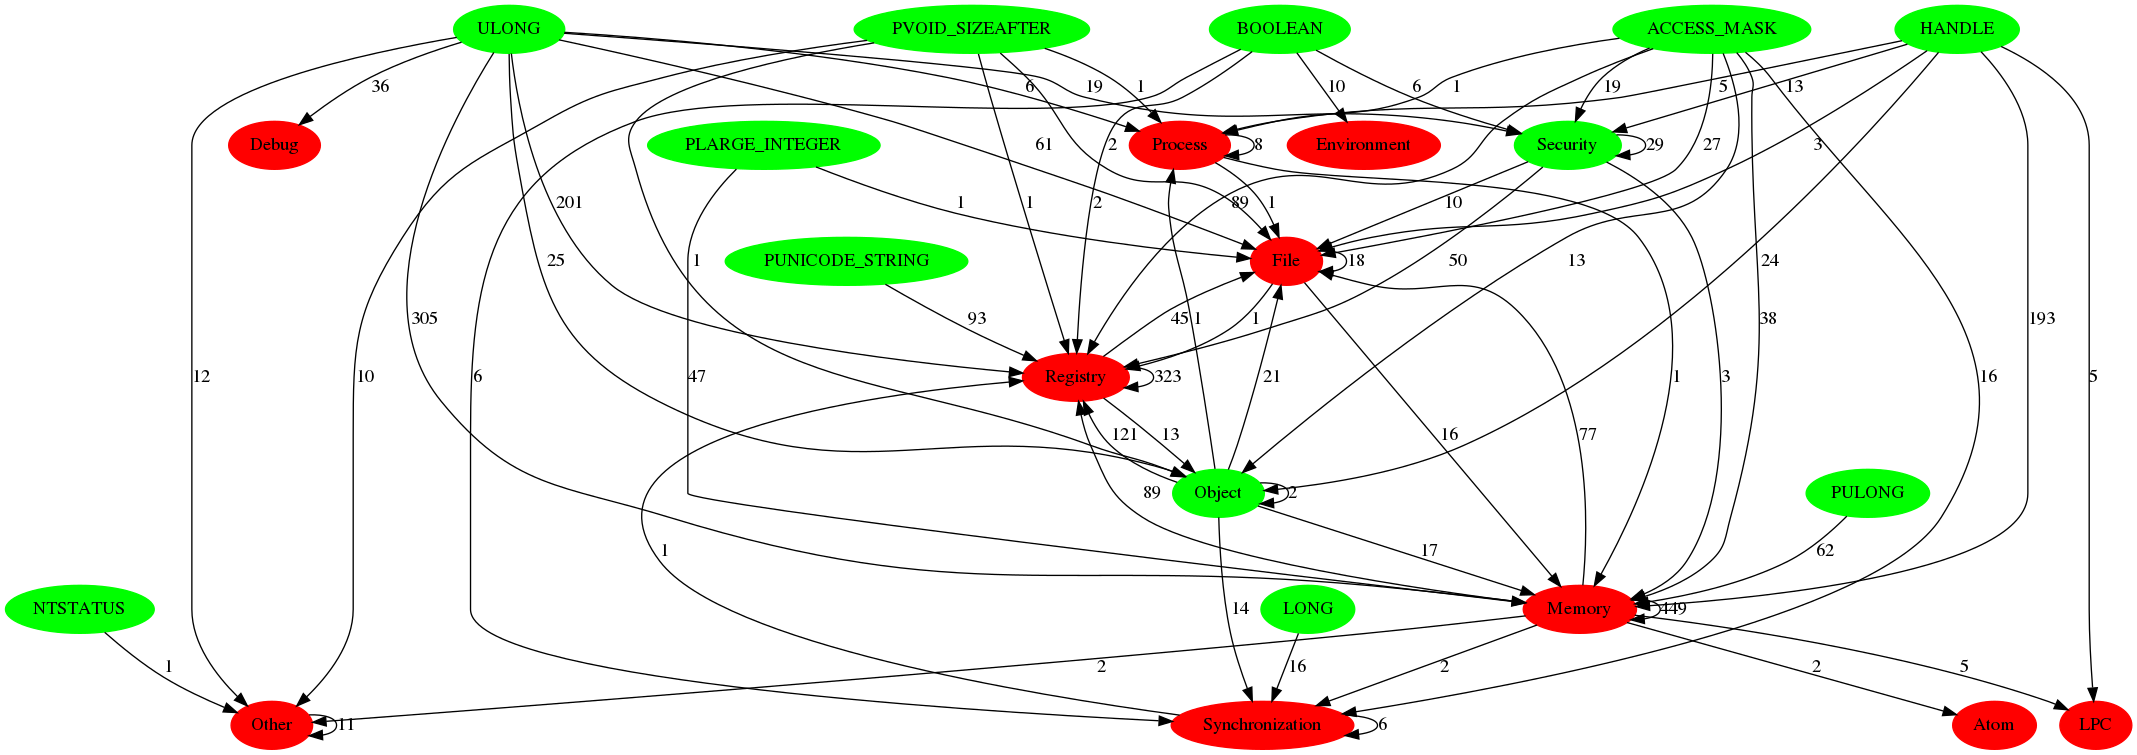 ULONG PVOID_SIZEAFTER BOOLEAN ACCESS_MASK HANDLE
36 6 19 1 10 6 1 19 5 13
Debug PLARGE_INTEGER Process 8 Environment Security 29
61 2 27 3
201 1 1 2 89 1 10
PUNICODE_STRING File 18
305 25 1 50 13 24
93 45 1 1 38 193
12 10 6 47 Registry 323 21 1 3 16 5
121 13 77 16
89 Object 2 PULONG
1 17 62
NTSTATUS 14 LONG Memory 449
1 16 2 2 2 5
Other 11 Synchronization 6 Atom LPC